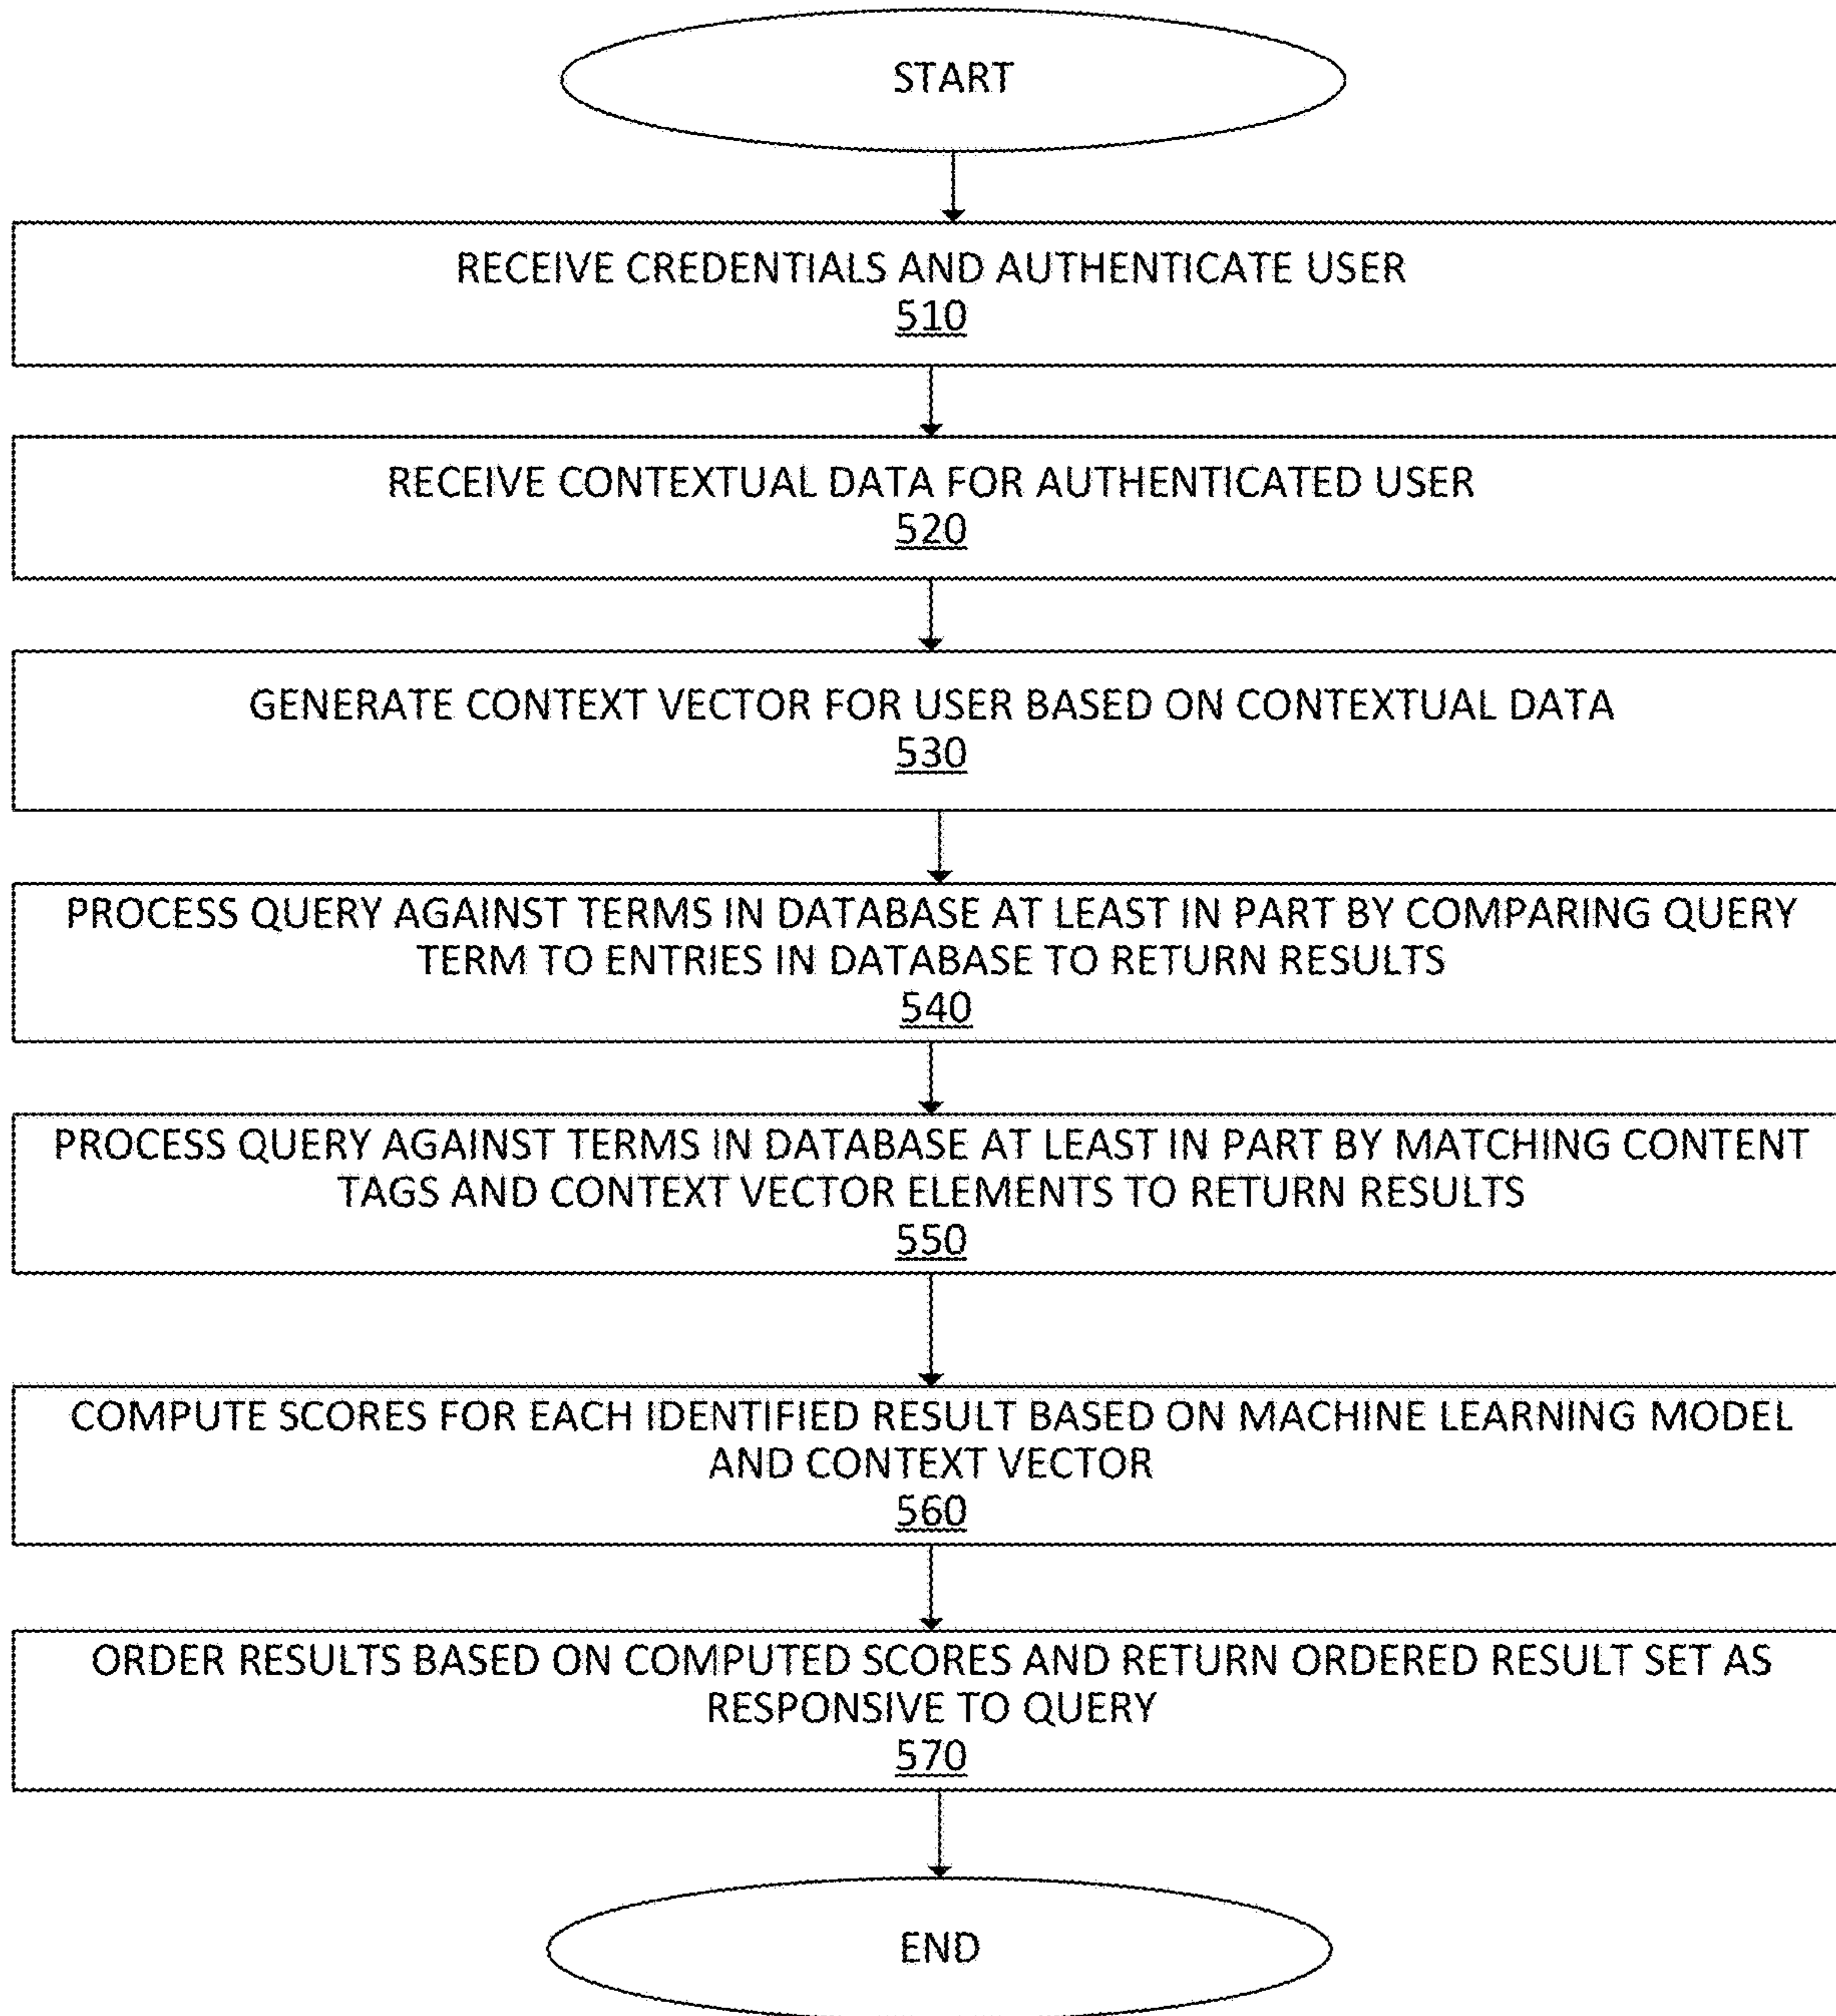 START
RECEIVE CREDENTIALS AND AUTHENTICATE USER
510
RECEIVE CONTEXTUAL DATA FOR AUTHENTICATED USER
520
GENERATE CONTEXT VECTOR FOR USER BASED ON CONTEXTUAL DATA
530
PROCESS QUERY AGAINST TERMS IN DATABASE AT LEAST IN PART BY COMPARING QUERY
TERM TO ENTRIES IN DATABASE TO RETURN RESULTS
540
PROCESS QUERY AGAINST TERMS IN DATABASE AT LEAST IN PART BY MATCHING CONTENT
TAGS AND CONTEXT VECTOR ELEMENTS TO RETURN RESULTS
550
COMPUTE SCORES FOR EACH IDENTIFIED RESULT BASED ON MACHINE LEARNING MODEL
AND CONTEXT VECTOR
560
ORDER RESULTS BASED ON COMPUTED SCORES AND RETURN ORDERED RESULT SET AS
RESPONSIVE TO QUERY
570
END